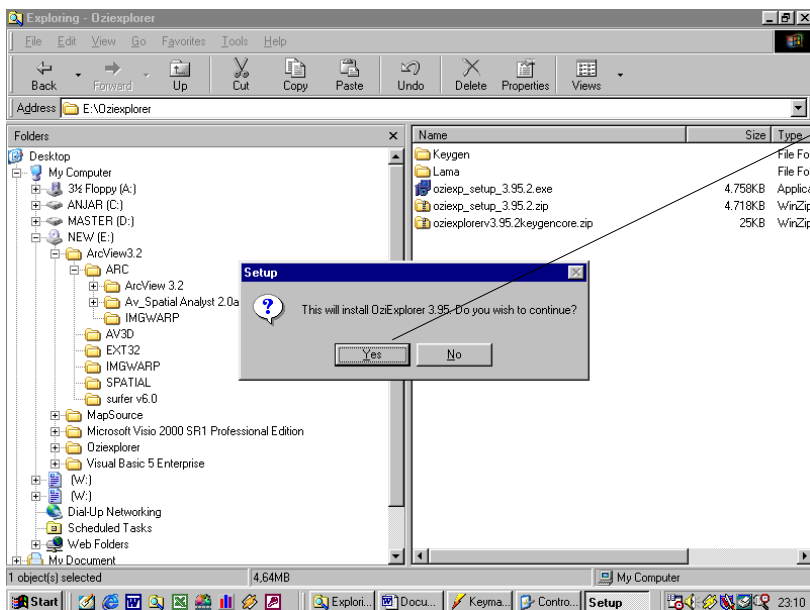 Exploring - Oziexplorer
File Edit View Go Favorites Tools Help
Back Forward Up Cut Copy Paste Undo Delete Properties Views
Address E:\Oziexplorer
Folders
Desktop
My Computer
3½ Floppy (A:)
ANJAR (C:)
MASTER (D:)
NEW (E:)
ArcView3.2
ARC
ArcView 3.2
Av_Spatial Analyst 2.0a
IMGWARP
AV3D
EXT32
IMGWARP
SPATIAL
surfer v6.0
MapSource
Microsoft Visio 2000 SR1 Professional Edition
Oziexplorer
Visual Basic 5 Enterprise
(W:)
(W:)
Dial-Up Networking
Scheduled Tasks
Web Folders
My Document
Name Size Type
Keygen File Fo
Lama File Fo
oziexp_setup_3.95.2.exe 4.758KB Applica
oziexp_setup_3.95.2.zip 4.718KB WinZip
oziexplorerv3.95.2keygencore.zip 25KB WinZip
Setup
This will install OziExplorer 3.95. Do you wish to continue?
Yes No
1 object(s) selected 4,64MB My Computer
Start Explori... Docu... Keyma... Contro... Setup 23:10